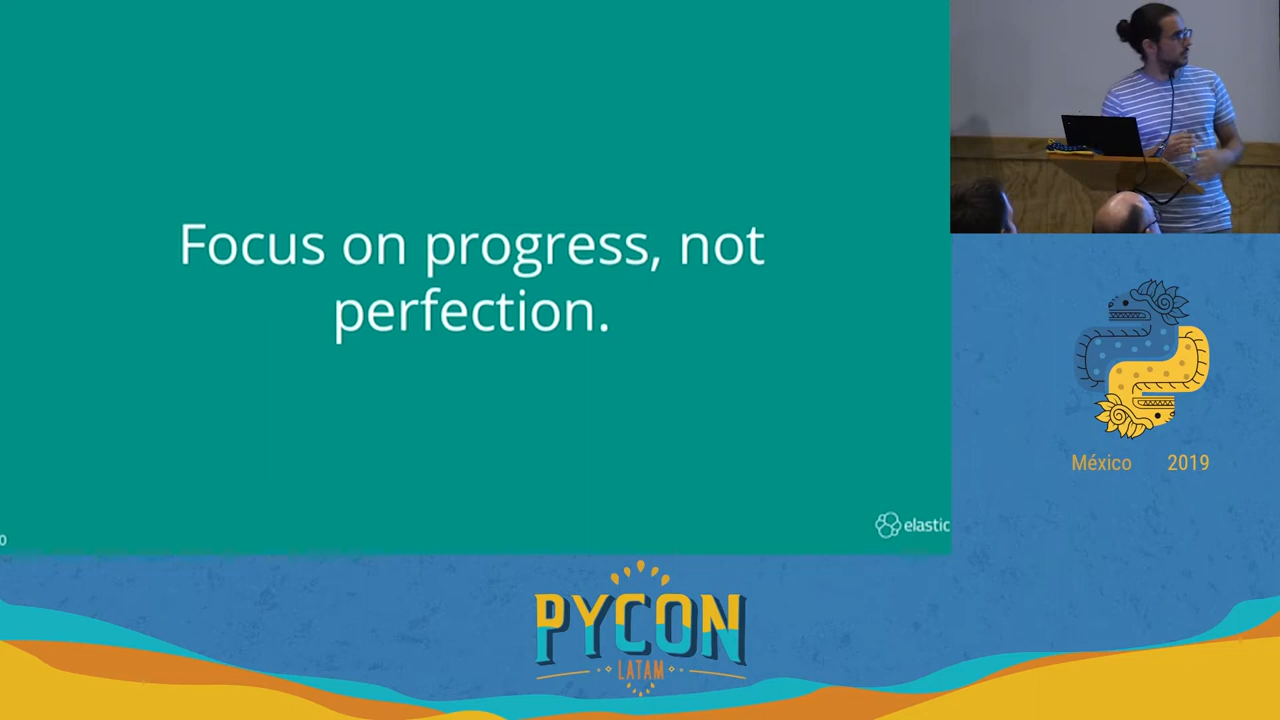 Focus on progress, not
perfection.
elastic
México 2019
PYCON
LATAM